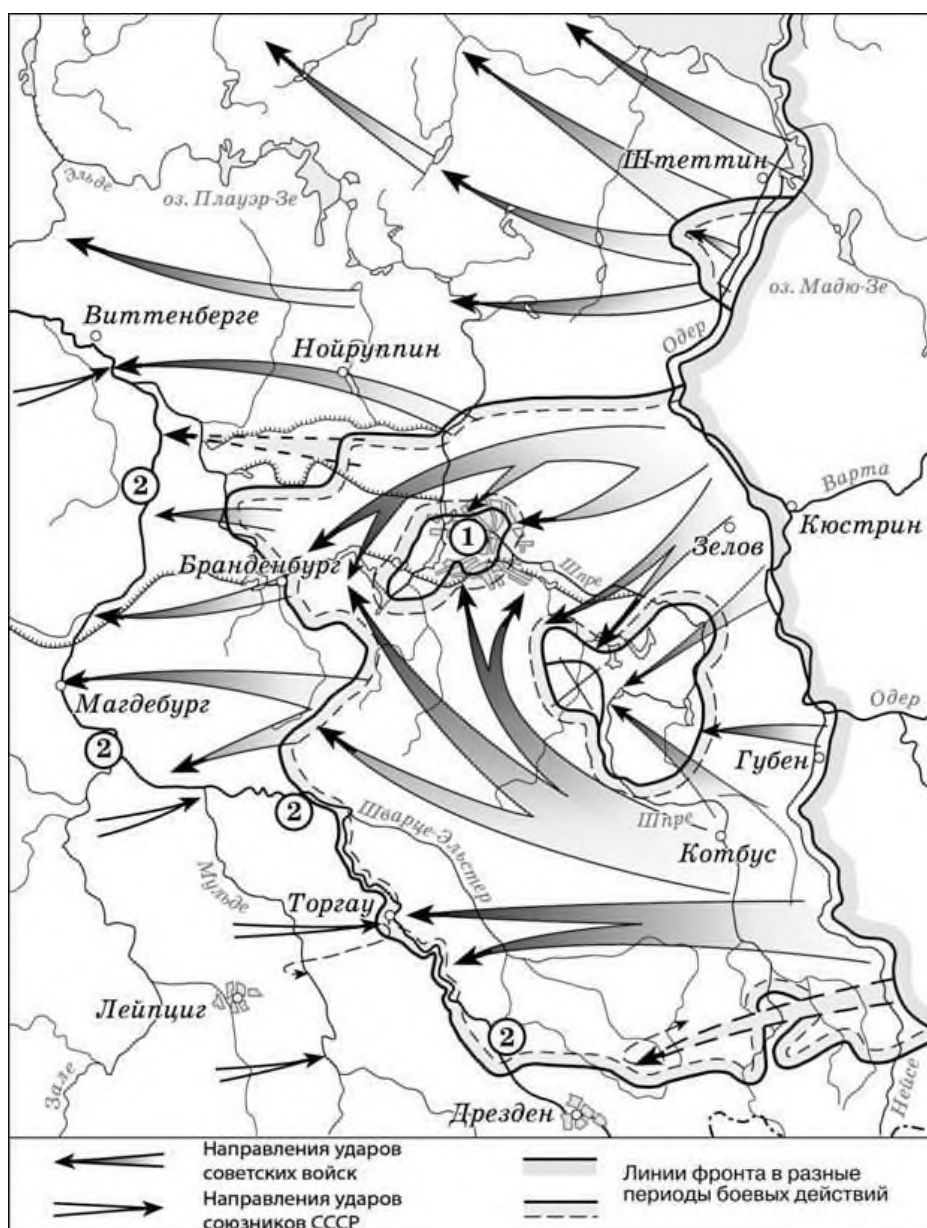 Штеттин
Эльде
оз. Плауэр-Зе
оз. Мадю-Зе
Виттенберге
Одер
Нойруппин
2
Варта
1
Кюстрин
Зелов
Бранденбург
Шпре
Магдебург
Одер
2
Губен
2
Шварце-Эльстер
Шпре
Котбус
Мульде
Торгау
Лейпциг
2
Зале
Дрезден
Нейсе
Направления ударов
советских войск
Направления ударов
союзников СССР
Линии фронта в разные
периоды боевых действий